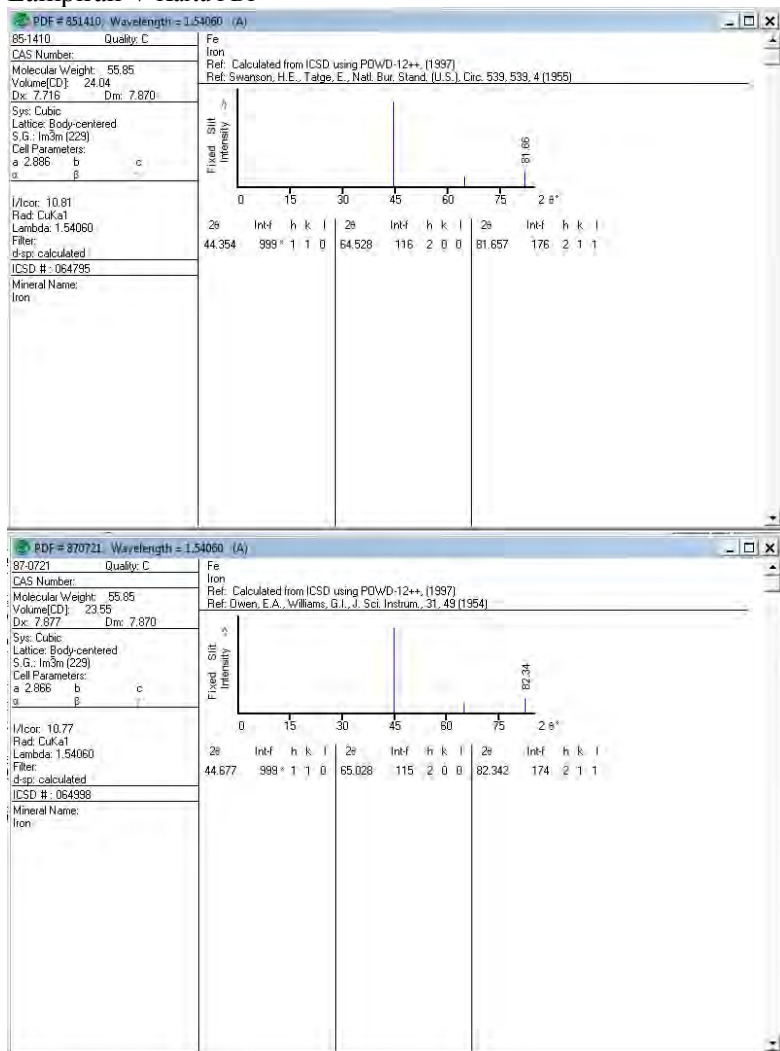 Lampiran V Kartu PDF
PDF # 851410, Wavelength = 1.54060 (A)
85-1410 Quality: C
CAS Number:
Molecular Weight: 55.85
Volume[CD]: 24.04
Dx: 7.716 Dm: 7.870
Sys: Cubic
Lattice: Body-centered
S.G.: Im3̅m (229)
Cell Parameters:
a 2.886 b c
α β γ
I/Icor: 10.81
Rad: CuKa1
Lambda: 1.54060
Filter:
d-sp: calculated
ICSD # : 064795
Mineral Name:
Iron
Fe
Iron
Ref: Calculated from ICSD using POWD-12++, (1997)
Ref: Swanson, H.E., Tatge, E., Natl. Bur. Stand. (U.S.), Circ. 539, 539, 4 (1955)
Fixed Slit
Intensity ->
81.66
0 15 30 45 60 75 2 θ°
2θ Int-f h k l 2θ Int-f h k l 2θ Int-f h k l
44.354 999 * 1 1 0 64.528 116 2 0 0 81.657 176 2 1 1
PDF # 870721, Wavelength = 1.54060 (A)
87-0721 Quality: C
CAS Number:
Molecular Weight: 55.85
Volume[CD]: 23.55
Dx: 7.877 Dm: 7.870
Sys: Cubic
Lattice: Body-centered
S.G.: Im3̅m (229)
Cell Parameters:
a 2.866 b c
α β γ
I/Icor: 10.77
Rad: CuKa1
Lambda: 1.54060
Filter:
d-sp: calculated
ICSD # : 064998
Mineral Name:
Iron
Fe
Iron
Ref: Calculated from ICSD using POWD-12++, (1997)
Ref: Owen, E.A., Williams, G.I., J. Sci. Instrum., 31, 49 (1954)
Fixed Slit
Intensity ->
82.34
0 15 30 45 60 75 2 θ°
2θ Int-f h k l 2θ Int-f h k l 2θ Int-f h k l
44.677 999 * 1 1 0 65.028 115 2 0 0 82.342 174 2 1 1